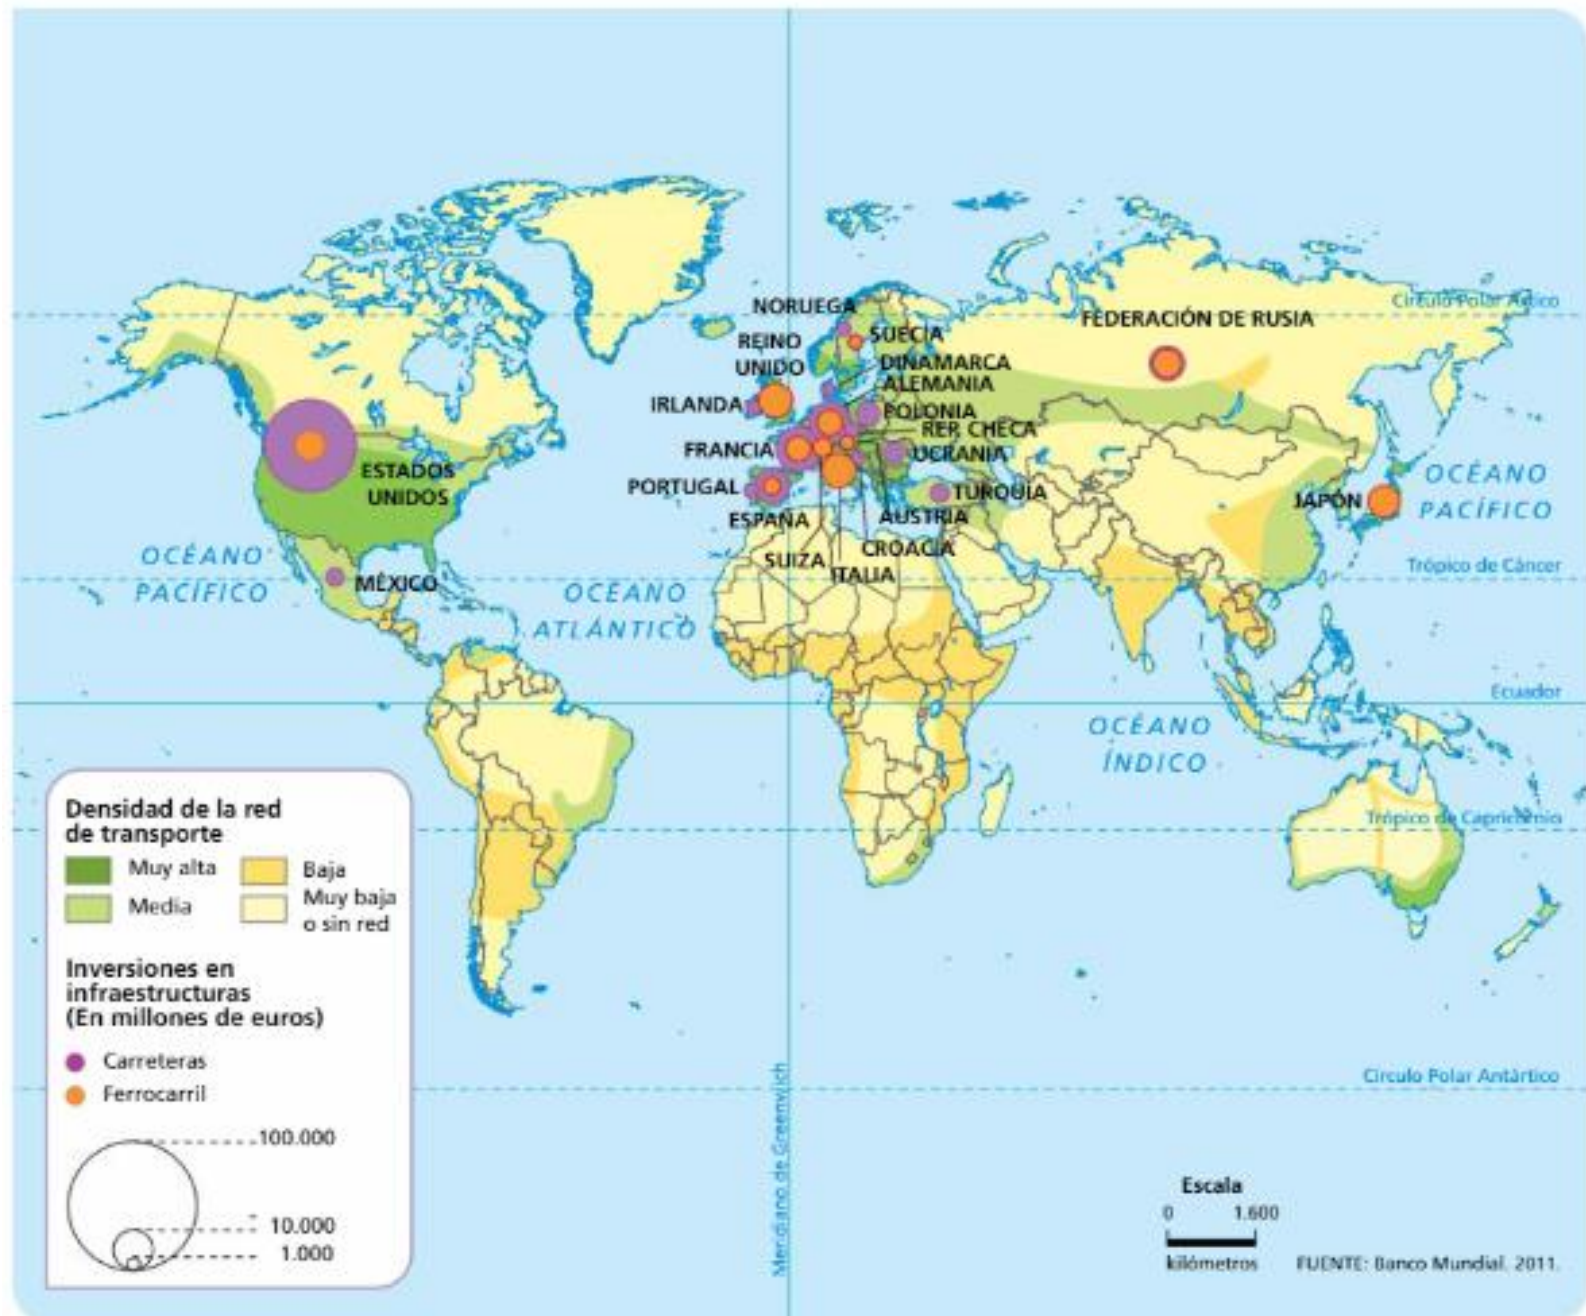 Círculo Polar Ártico
NORUEGA
FEDERACIÓN DE RUSIA
REINO
UNIDO
SUECIA
DINAMARCA
ALEMANIA
IRLANDA
POLONIA
REP. CHECA
FRANCIA
UCRANIA
ESTADOS
UNIDOS
PORTUGAL
TURQUÍA
JAPÓN
OCÉANO
PACÍFICO
ESPAÑA
AUSTRIA
SUIZA
CROACIA
ITALIA
OCÉANO
PACÍFICO
MÉXICO
OCÉANO
ATLÁNTICO
Trópico de Cáncer
Ecuador
OCÉANO
ÍNDICO
Trópico de Capricornio
Densidad de la red
de transporte
Muy alta
Baja
Media
Muy baja
o sin red
Inversiones en
infraestructuras
(En millones de euros)
Carreteras
Ferrocarril
100.000
10.000
1.000
Meridiano de Greenwich
Círculo Polar Antártico
Escala
0 1.600
kilómetros
FUENTE: Banco Mundial. 2011.